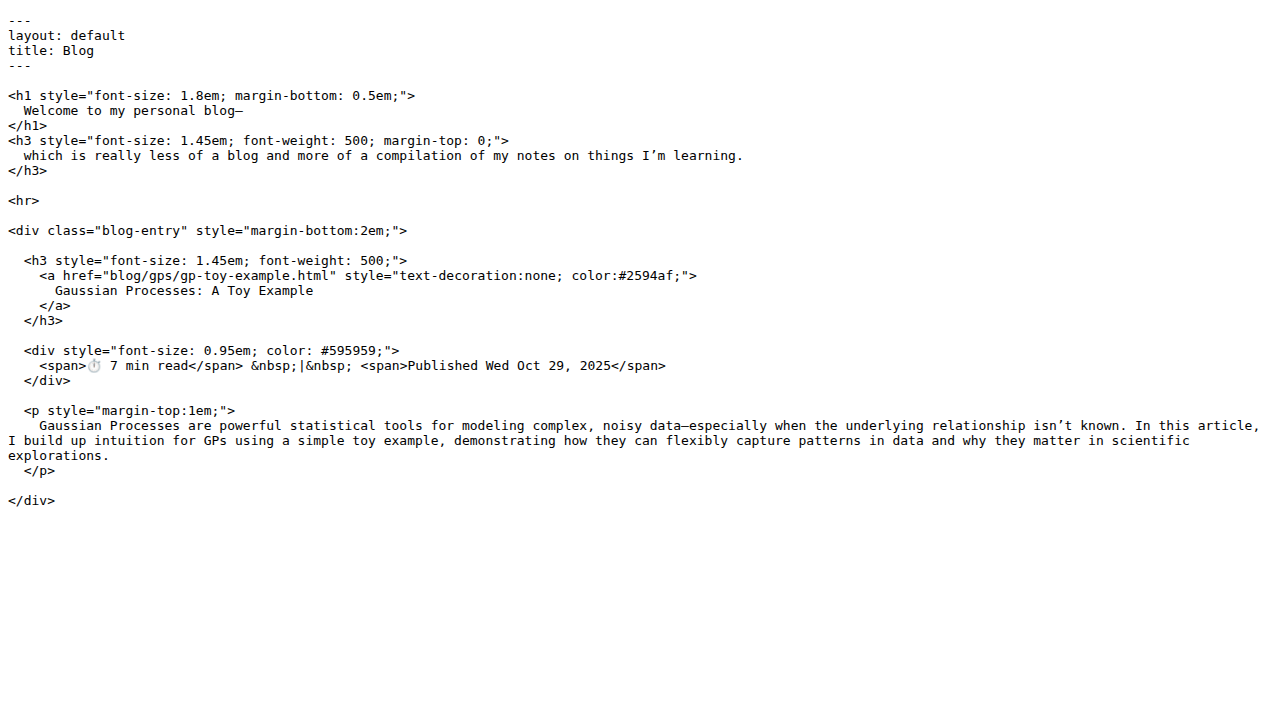 ---
layout: default
title: Blog
---
<h1 style="font-size: 1.8em; margin-bottom: 0.5em;">
  Welcome to my personal blog—
</h1>
<h3 style="font-size: 1.45em; font-weight: 500; margin-top: 0;">
  which is really less of a blog and more of a compilation of my notes on things I’m learning.
</h3>
<hr>
<div class="blog-entry" style="margin-bottom:2em;">
  <h3 style="font-size: 1.45em; font-weight: 500;">
    <a href="blog/gps/gp-toy-example.html" style="text-decoration:none; color:#2594af;">
      Gaussian Processes: A Toy Example
    </a>
  </h3>
  <div style="font-size: 0.95em; color: #595959;">
    <span>⏱️ 7 min read</span> &nbsp;|&nbsp; <span>Published Wed Oct 29, 2025</span>
  </div>
  <p style="margin-top:1em;">
    Gaussian Processes are powerful statistical tools for modeling complex, noisy data—especially when the underlying relationship isn’t known. In this article,
I build up intuition for GPs using a simple toy example, demonstrating how they can flexibly capture patterns in data and why they matter in scientific
explorations.
  </p>
</div>